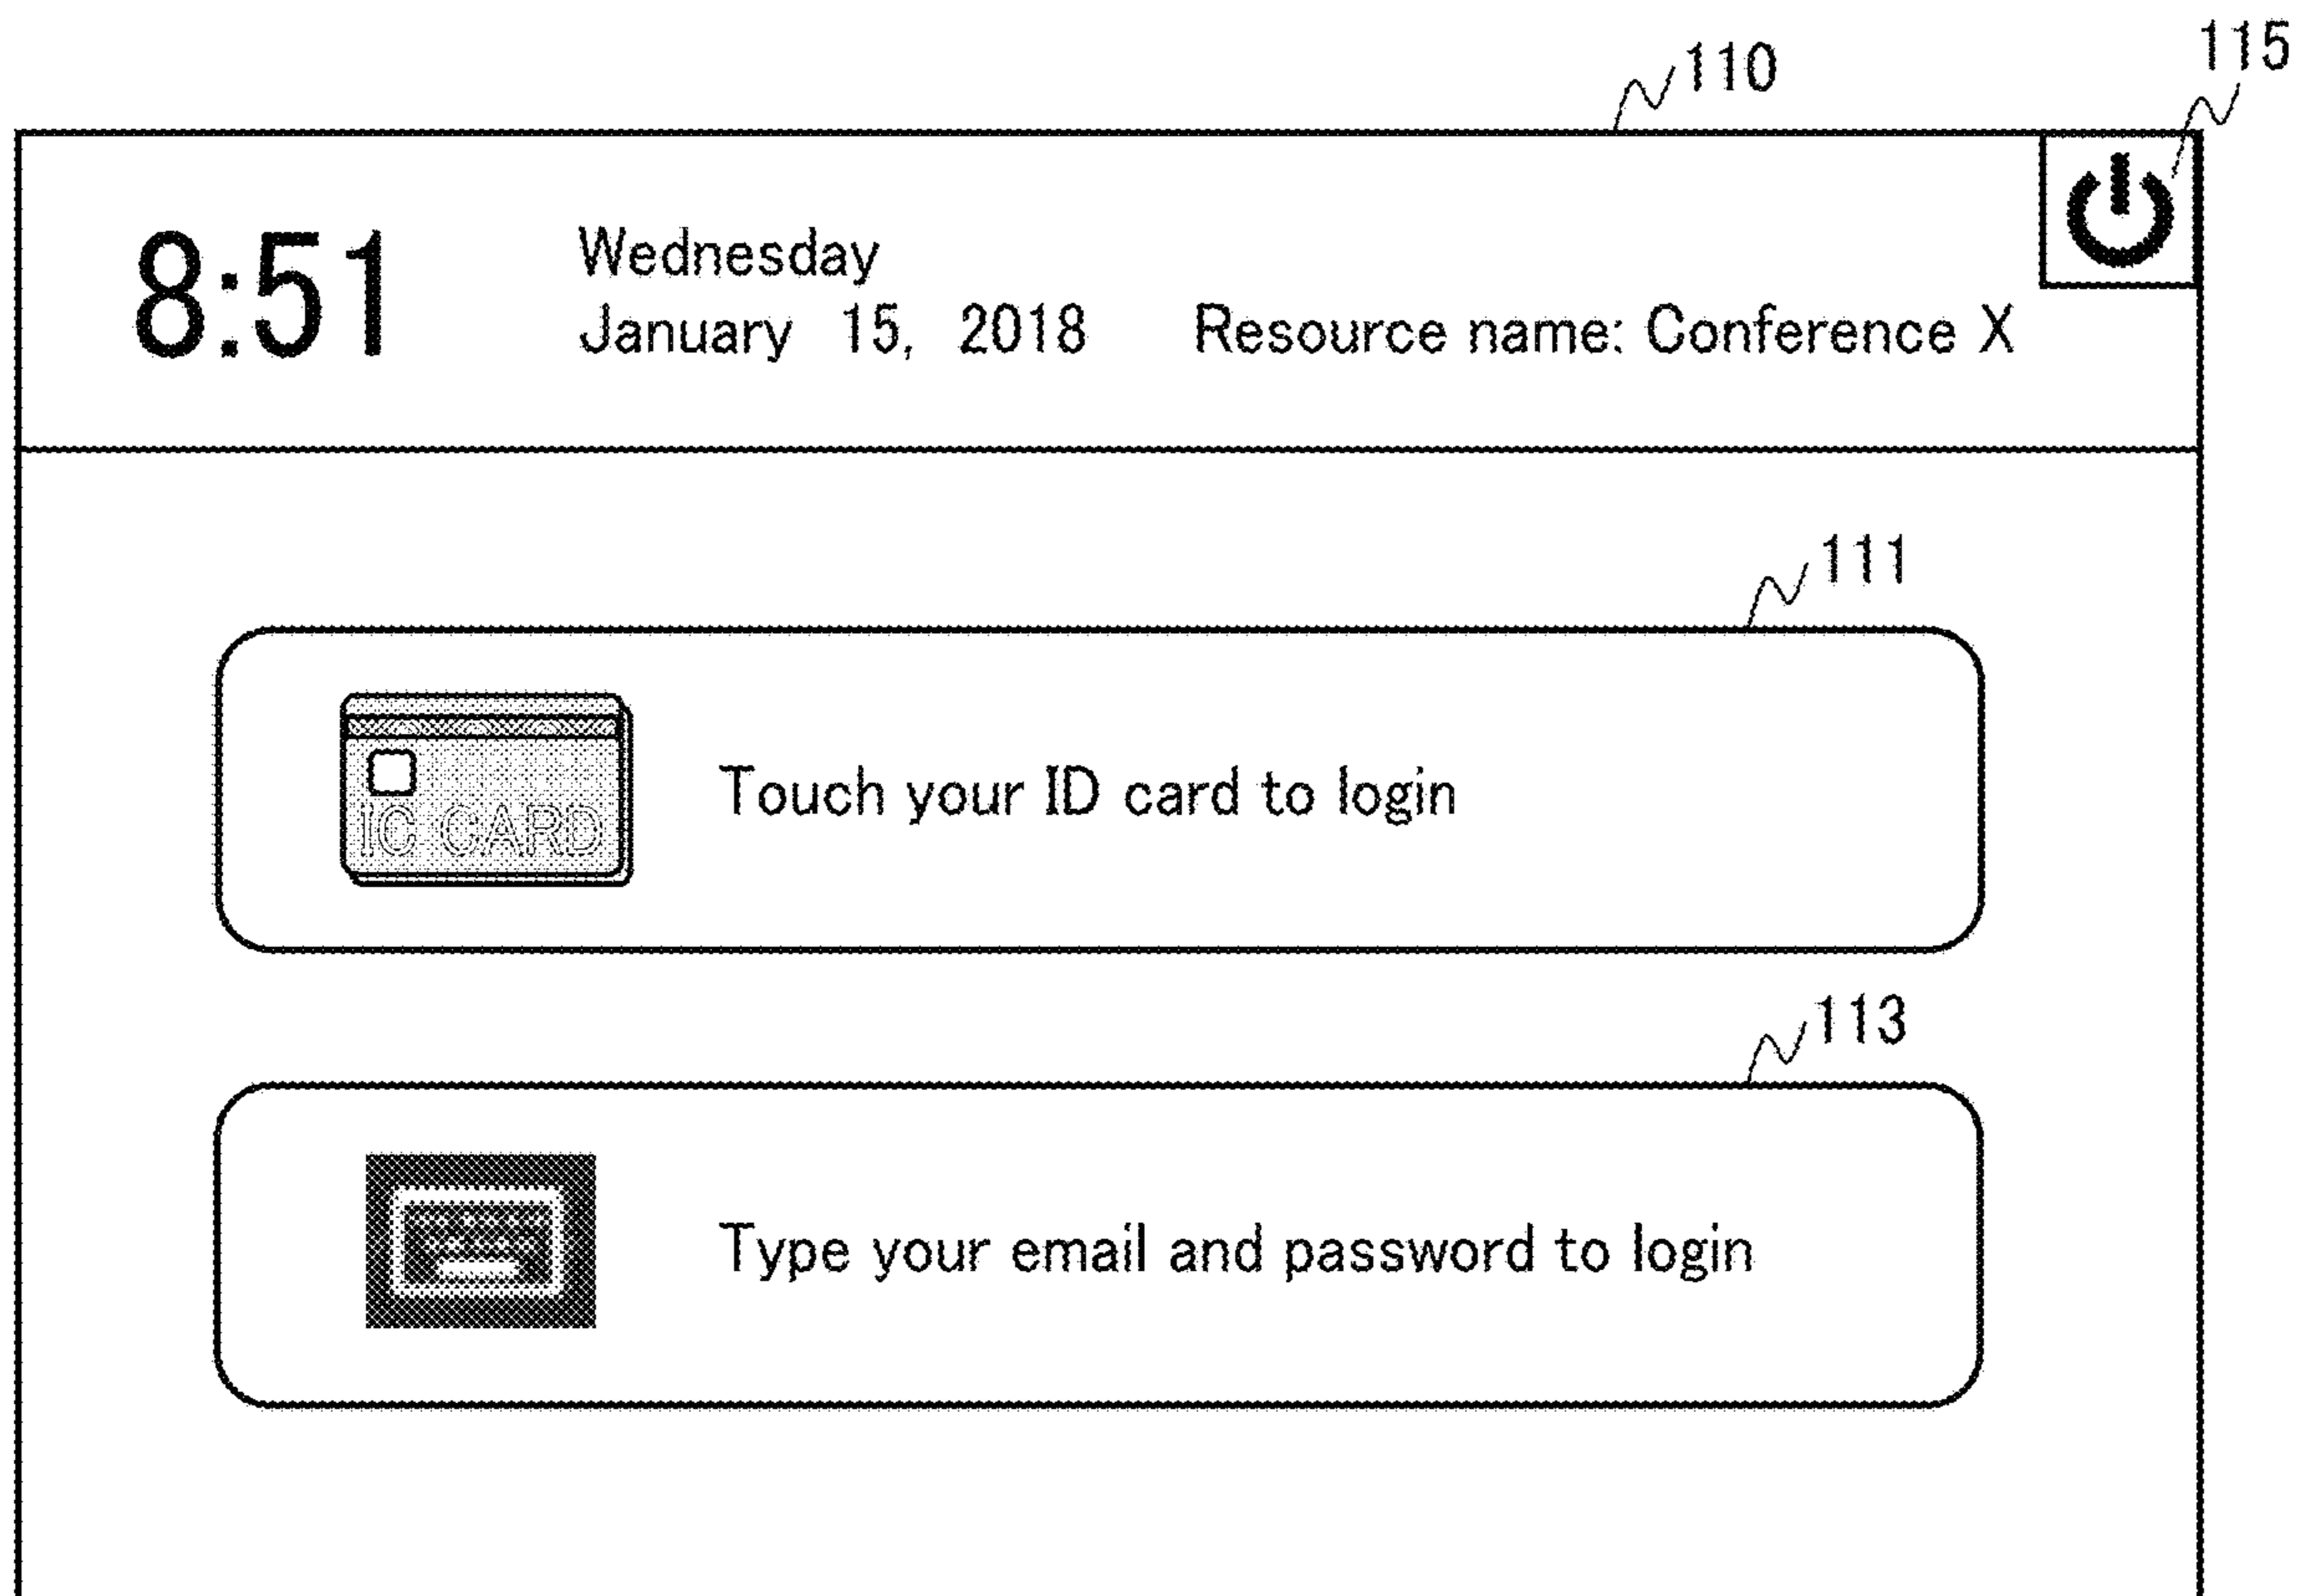 115
110
8:51
Wednesday
January 15, 2018
Resource name: Conference X
111
IC CARD
Touch your ID card to login
113
Type your email and password to login